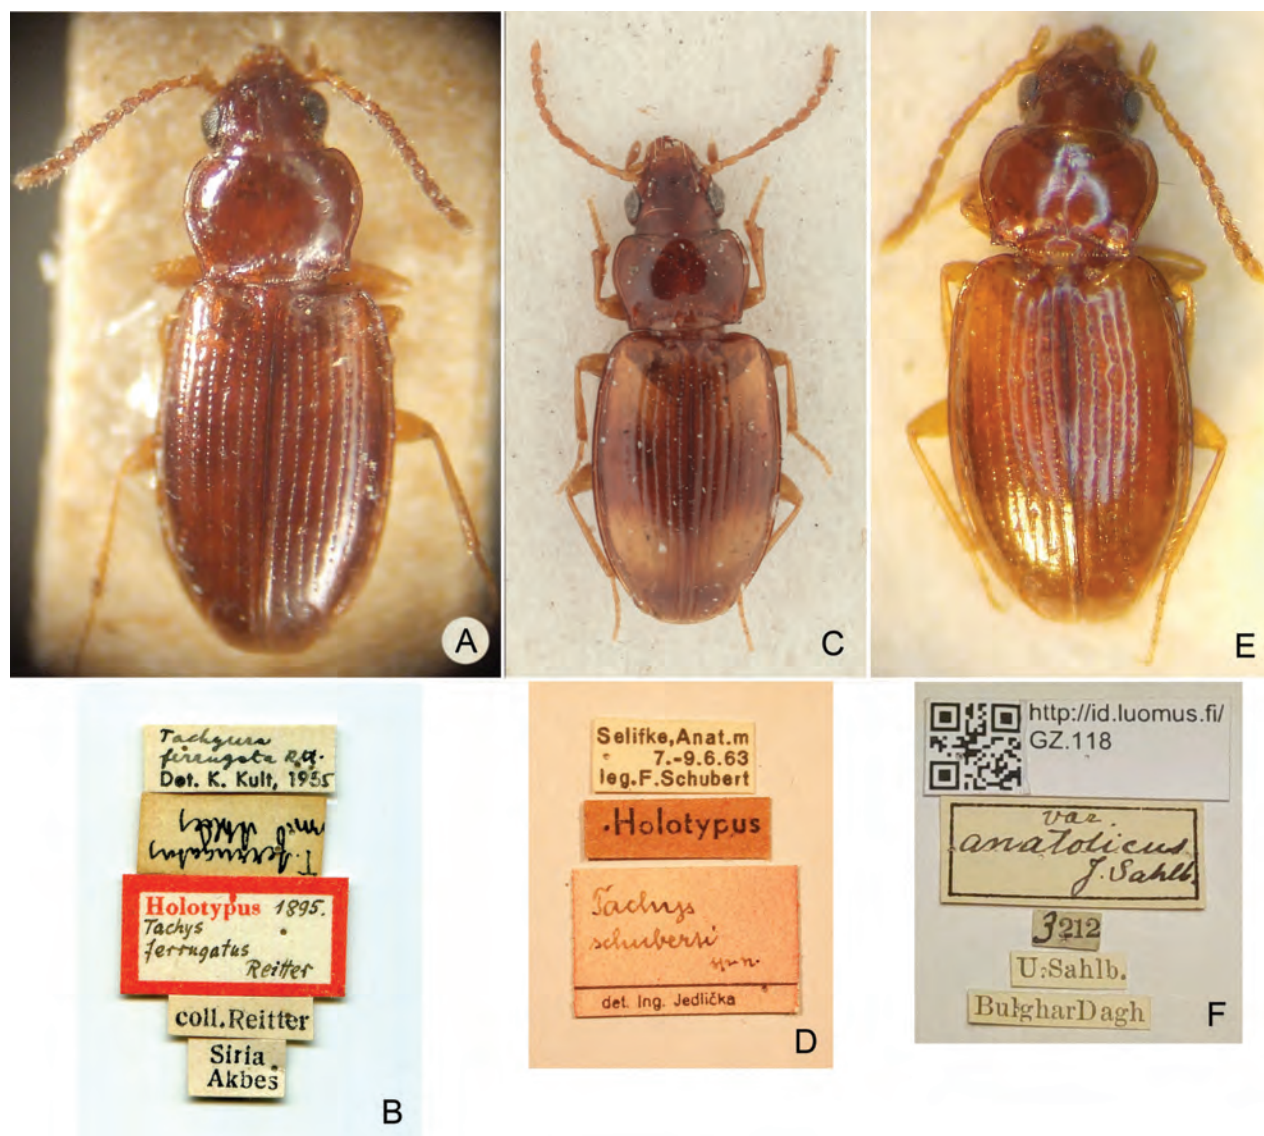 A
C
E
Tachyura
ferrugata Rtt.
Det. K. Kult, 1955
T. ferrugatus
m. Akbes
Holotypus 1895.
Tachys
ferrugatus
Reitter
coll.Reitter
Siria
Akbes
B
Selifke,Anat.m
7.-9.6.63
leg.F.Schubert
Holotypus
Tachys
schuberti
det. Ing. Jedlička
D
http://id.luomus.fi/
GZ.118
var.
anatolicus
J. Sahlb.
3212
U. Sahlb.
BulgharDagh
F